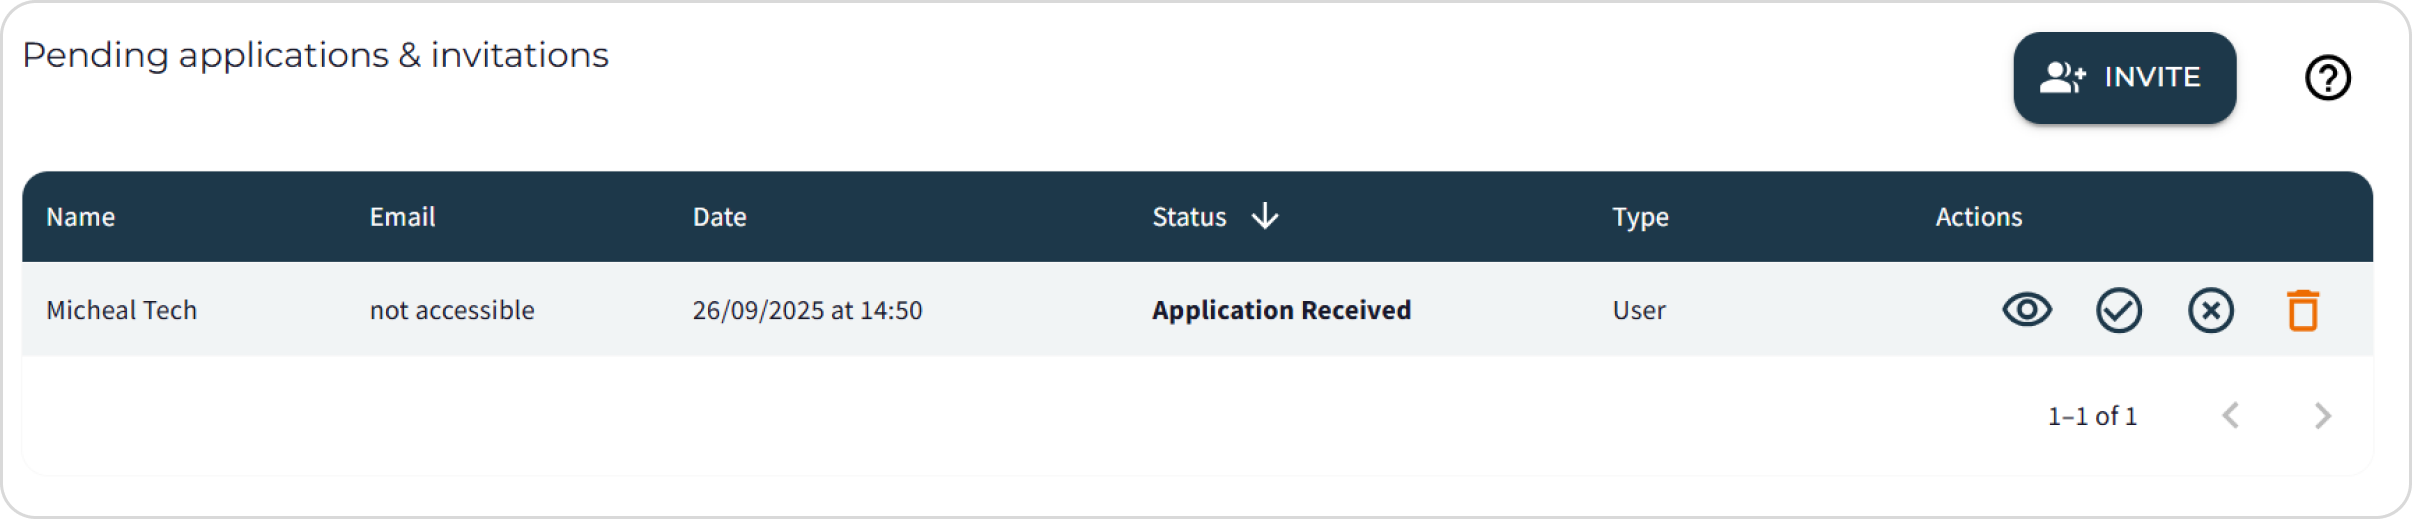 Pending applications & invitations
INVITE
Name Email Date Status Type Actions
Micheal Tech not accessible 26/09/2025 at 14:50 Application Received User
1–1 of 1